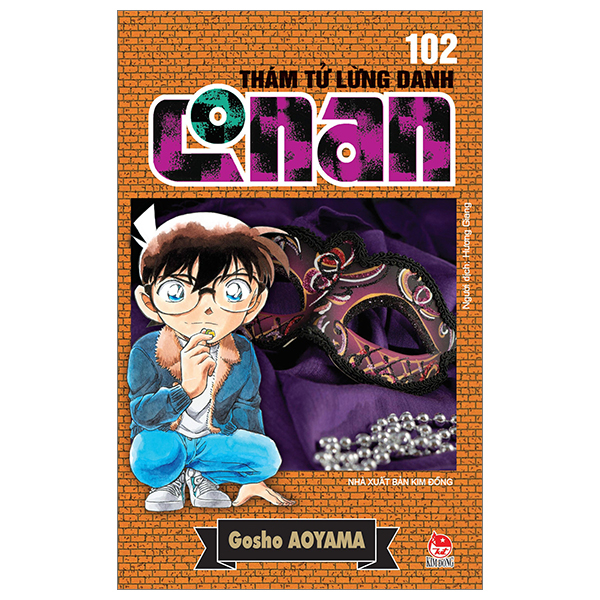 102
THÁM TỬ LỪNG DANH
Conan
Người dịch: Hương Giang
NHÀ XUẤT BẢN KIM ĐỒNG
Gosho AOYAMA
KIM ĐỒNG